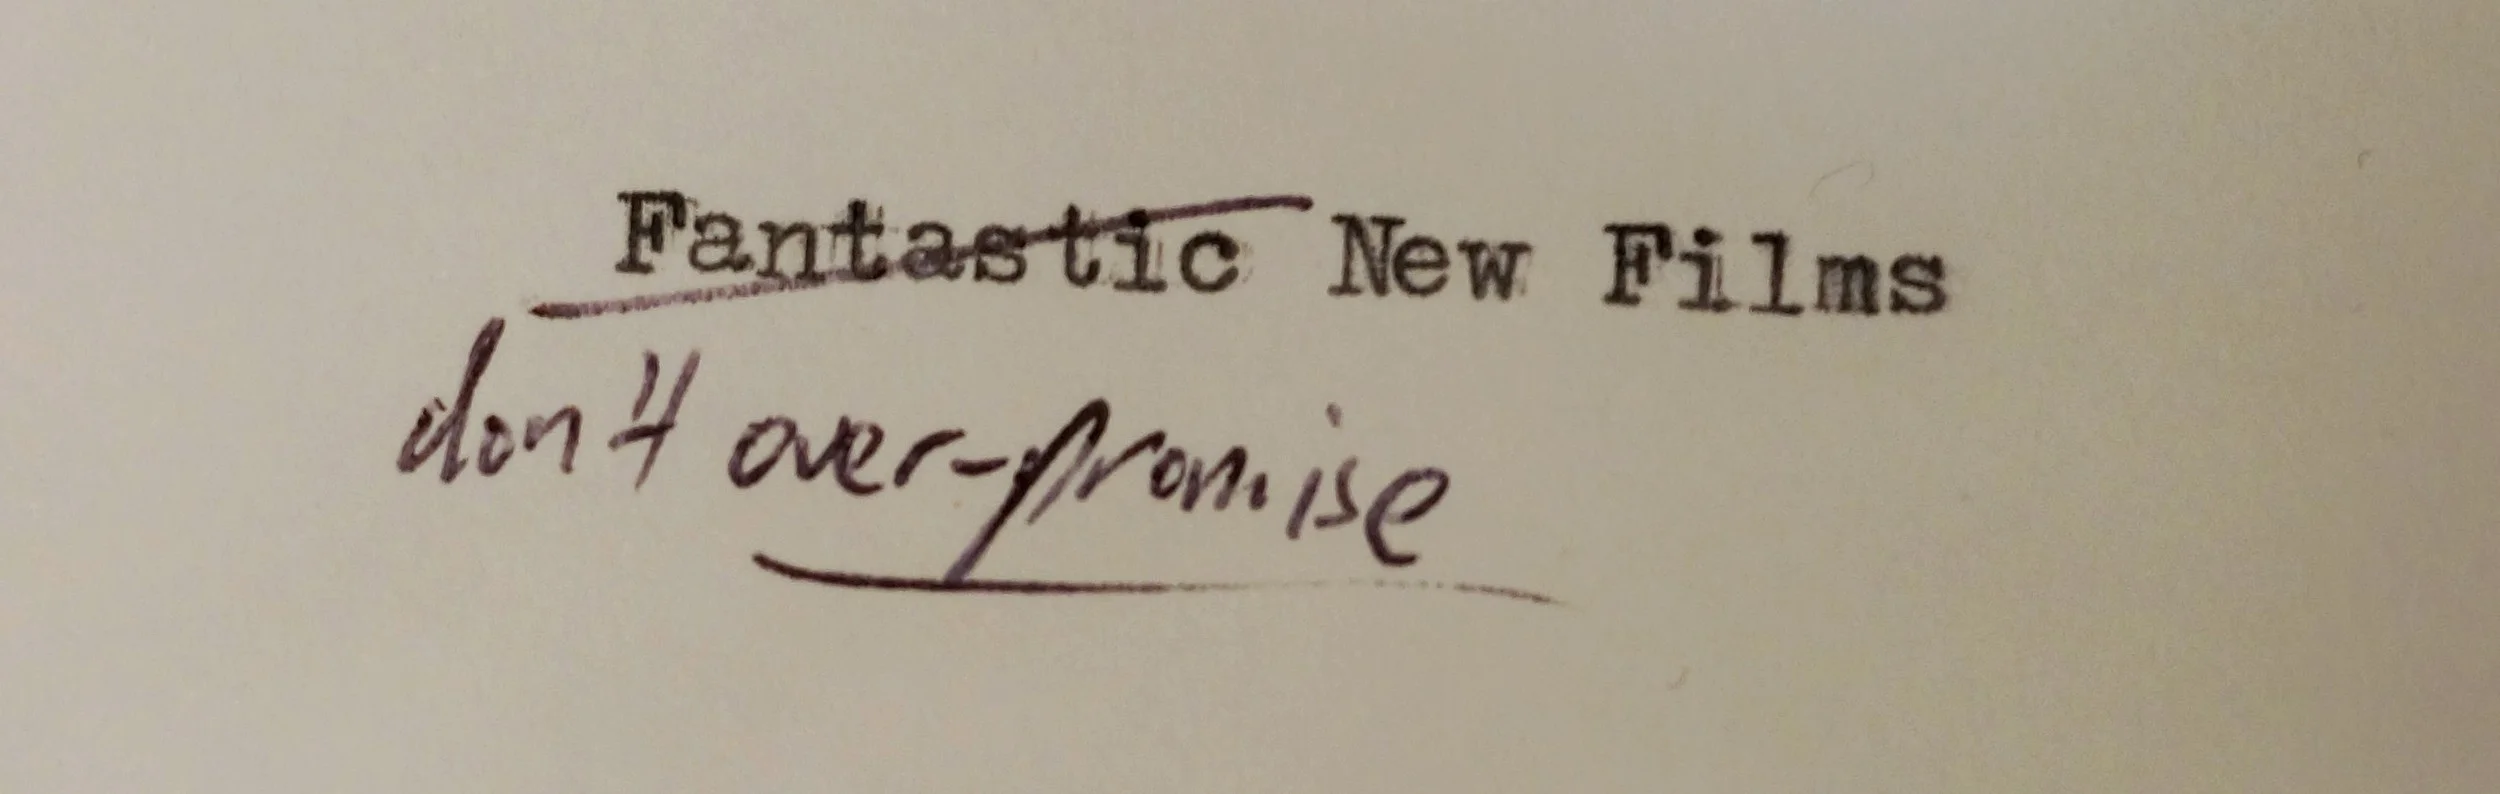 Fantastic New Films
don't over-promise